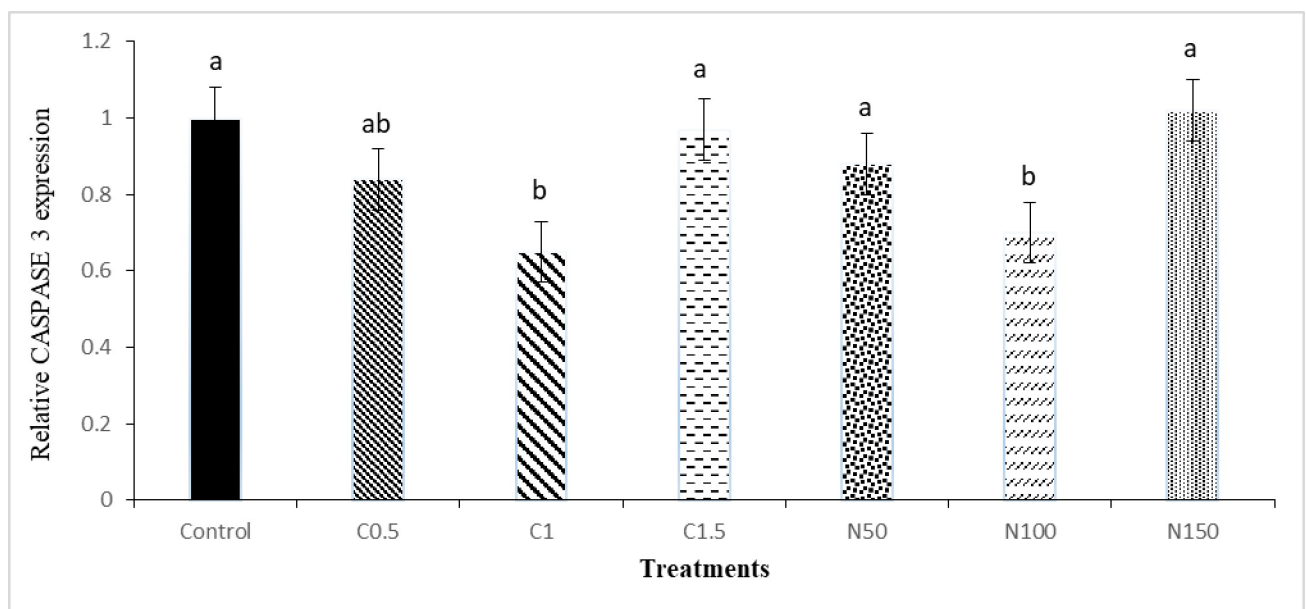 Relative CASPASE 3 expression
1.2
1
0.8
0.6
0.4
0.2
0
a
ab
b
a
a
b
a
Control C0.5 C1 C1.5 N50 N100 N150
Treatments